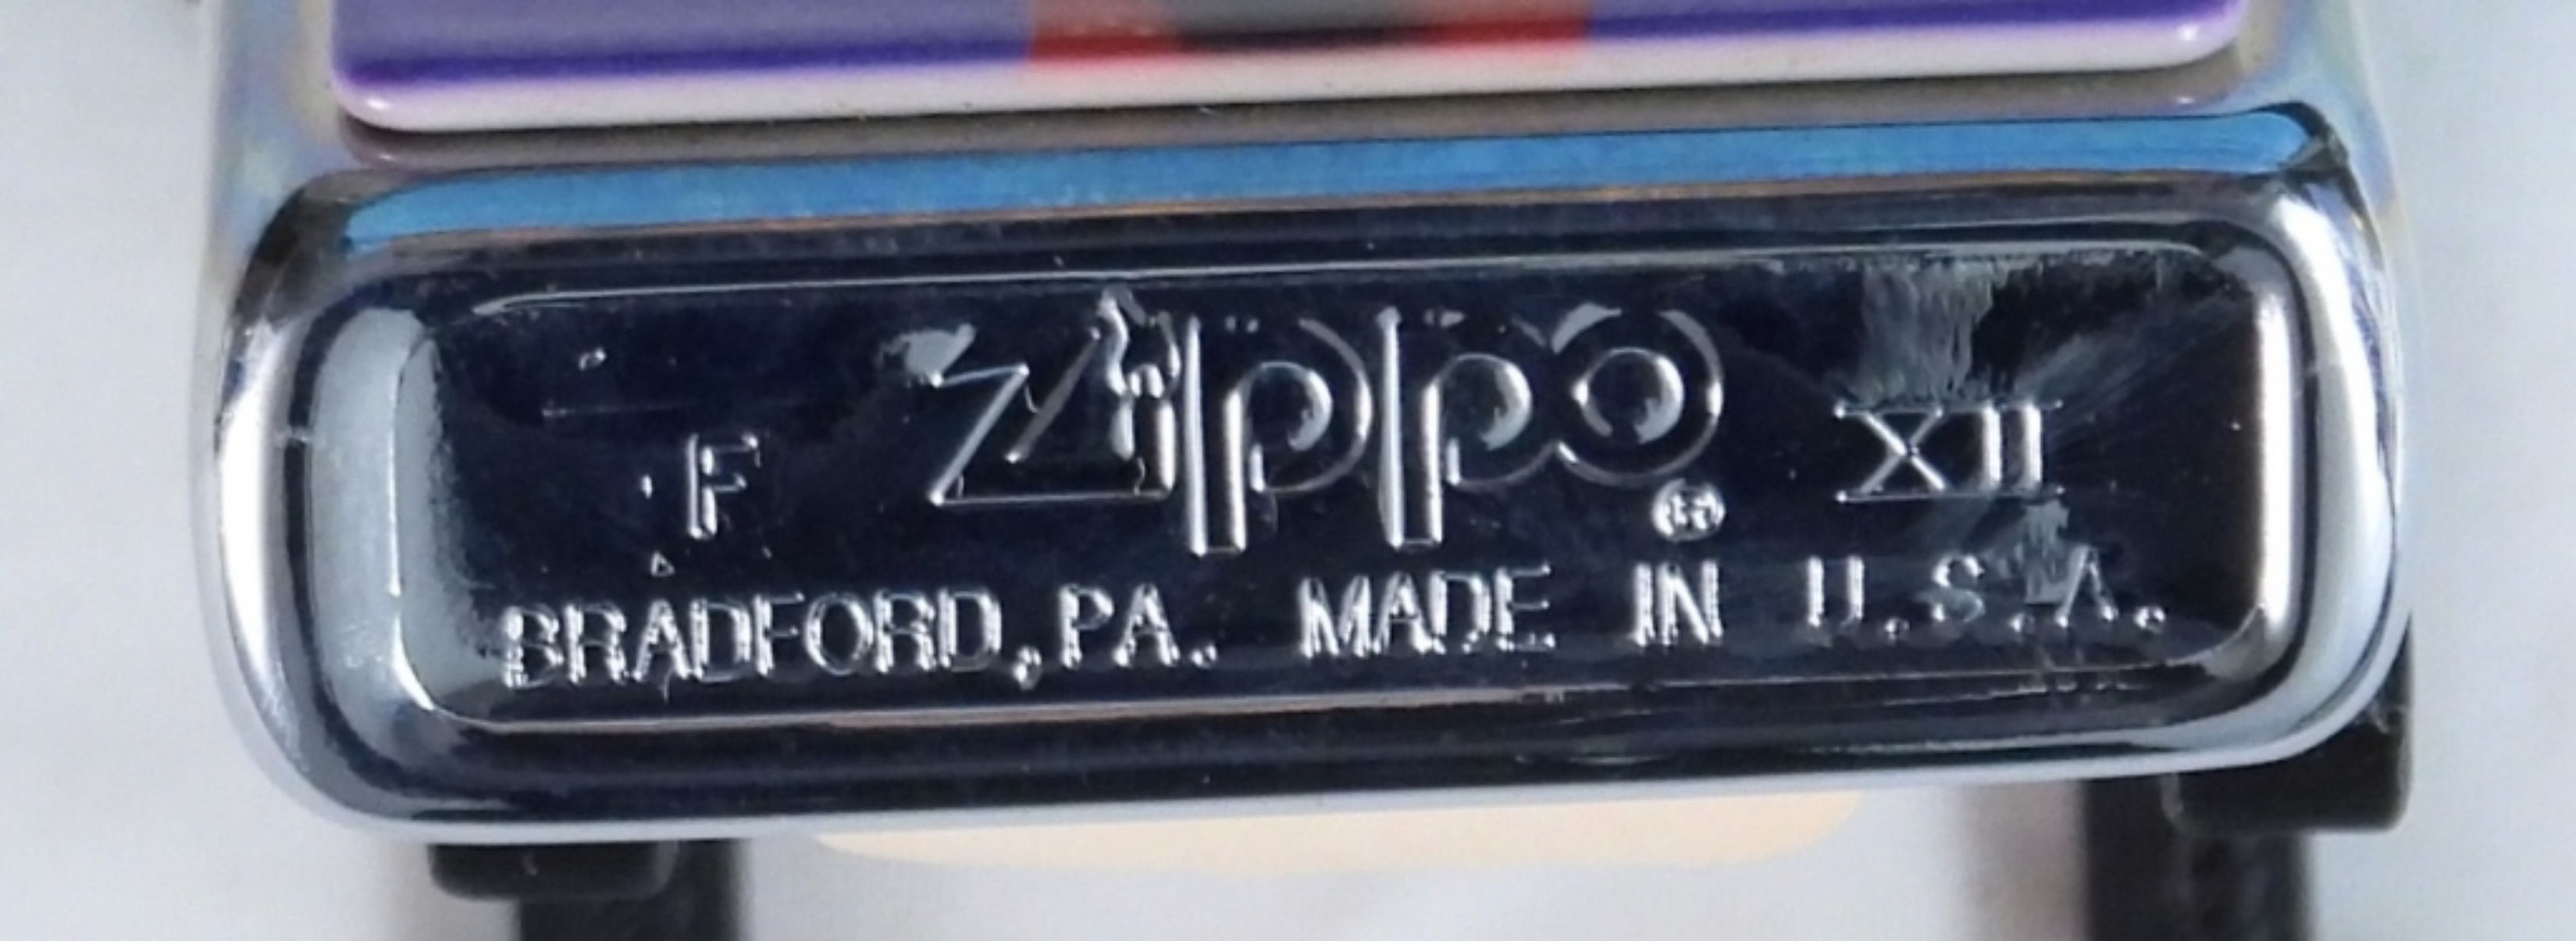 F Zippo ® XII
BRADFORD, PA. MADE IN U.S.A.